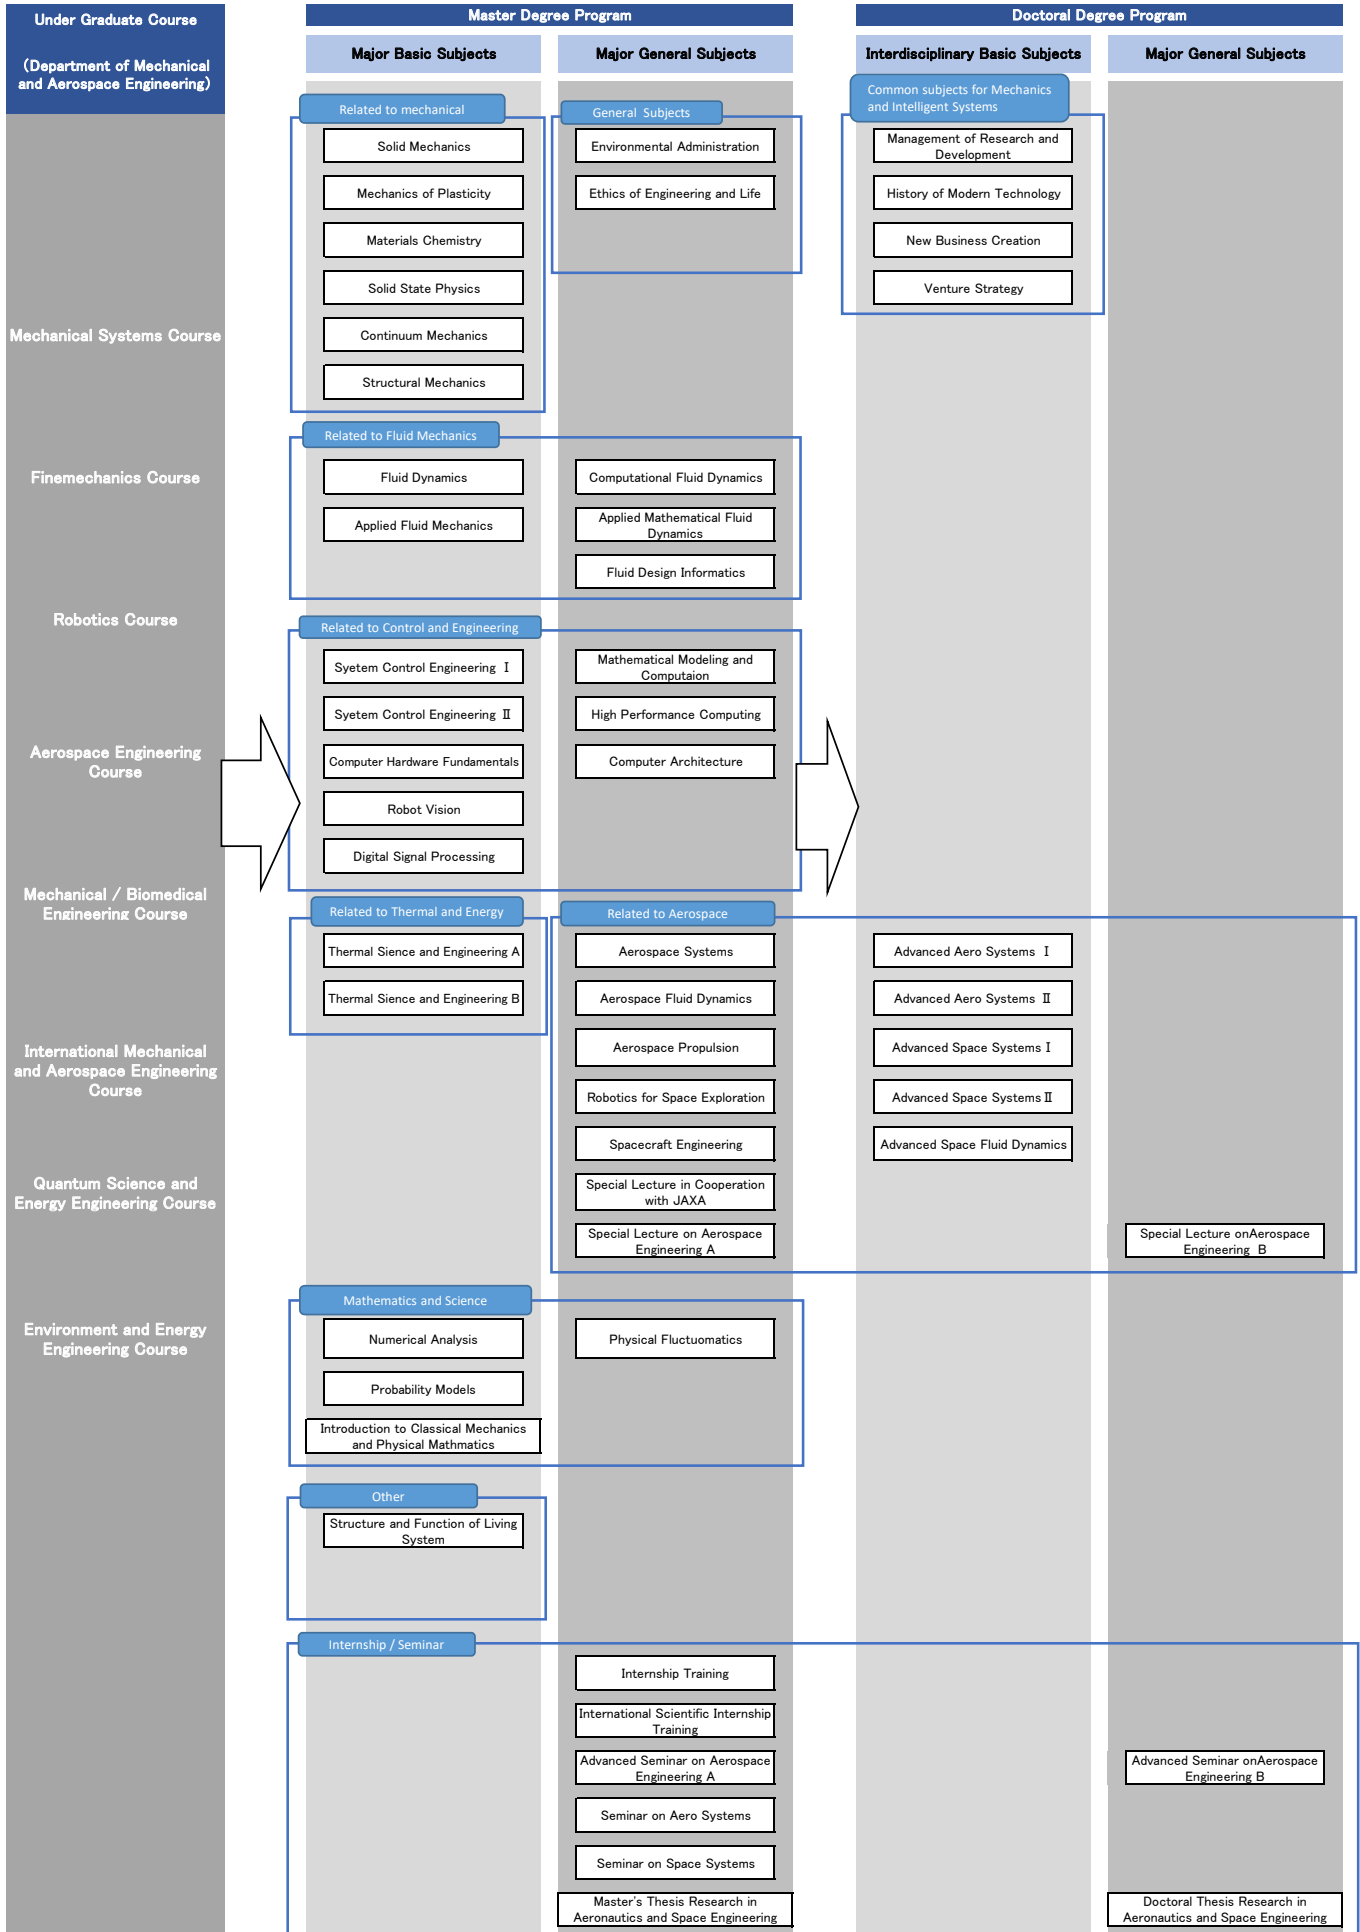 Under Graduate Course
(Department of Mechanical
and Aerospace Engineering)
Mechanical Systems Course
Finemechanics Course
Robotics Course
Aerospace Engineering
Course
Mechanical / Biomedical
Engineering Course
International Mechanical
and Aerospace Engineering
Course
Quantum Science and
Energy Engineering Course
Environment and Energy
Engineering Course
Master Degree Program
Major Basic Subjects
Major General Subjects
Related to mechanical
Solid Mechanics
Mechanics of Plasticity
Materials Chemistry
Solid State Physics
Continuum Mechanics
Structural Mechanics
General Subjects
Environmental Administration
Ethics of Engineering and Life
Related to Fluid Mechanics
Fluid Dynamics
Applied Fluid Mechanics
Computational Fluid Dynamics
Applied Mathematical Fluid
Dynamics
Fluid Design Informatics
Related to Control and Engineering
Syetem Control Engineering Ⅰ
Syetem Control Engineering Ⅱ
Computer Hardware Fundamentals
Robot Vision
Digital Signal Processing
Mathematical Modeling and
Computaion
High Performance Computing
Computer Architecture
Related to Thermal and Energy
Thermal Sience and Engineering A
Thermal Sience and Engineering B
Related to Aerospace
Aerospace Systems
Aerospace Fluid Dynamics
Aerospace Propulsion
Robotics for Space Exploration
Spacecraft Engineering
Special Lecture in Cooperation
with JAXA
Special Lecture on Aerospace
Engineering A
Mathematics and Science
Numerical Analysis
Probability Models
Introduction to Classical Mechanics
and Physical Mathmatics
Physical Fluctuomatics
Other
Structure and Function of Living
System
Internship / Seminar
Internship Training
International Scientific Internship
Training
Advanced Seminar on Aerospace
Engineering A
Seminar on Aero Systems
Seminar on Space Systems
Master's Thesis Research in
Aeronautics and Space Engineering
Doctoral Degree Program
Interdisciplinary Basic Subjects
Major General Subjects
Common subjects for Mechanics
and Intelligent Systems
Management of Research and
Development
History of Modern Technology
New Business Creation
Venture Strategy
Advanced Aero Systems Ⅰ
Advanced Aero Systems Ⅱ
Advanced Space Systems Ⅰ
Advanced Space Systems Ⅱ
Advanced Space Fluid Dynamics
Special Lecture onAerospace
Engineering B
Advanced Seminar onAerospace
Engineering B
Doctoral Thesis Research in
Aeronautics and Space Engineering